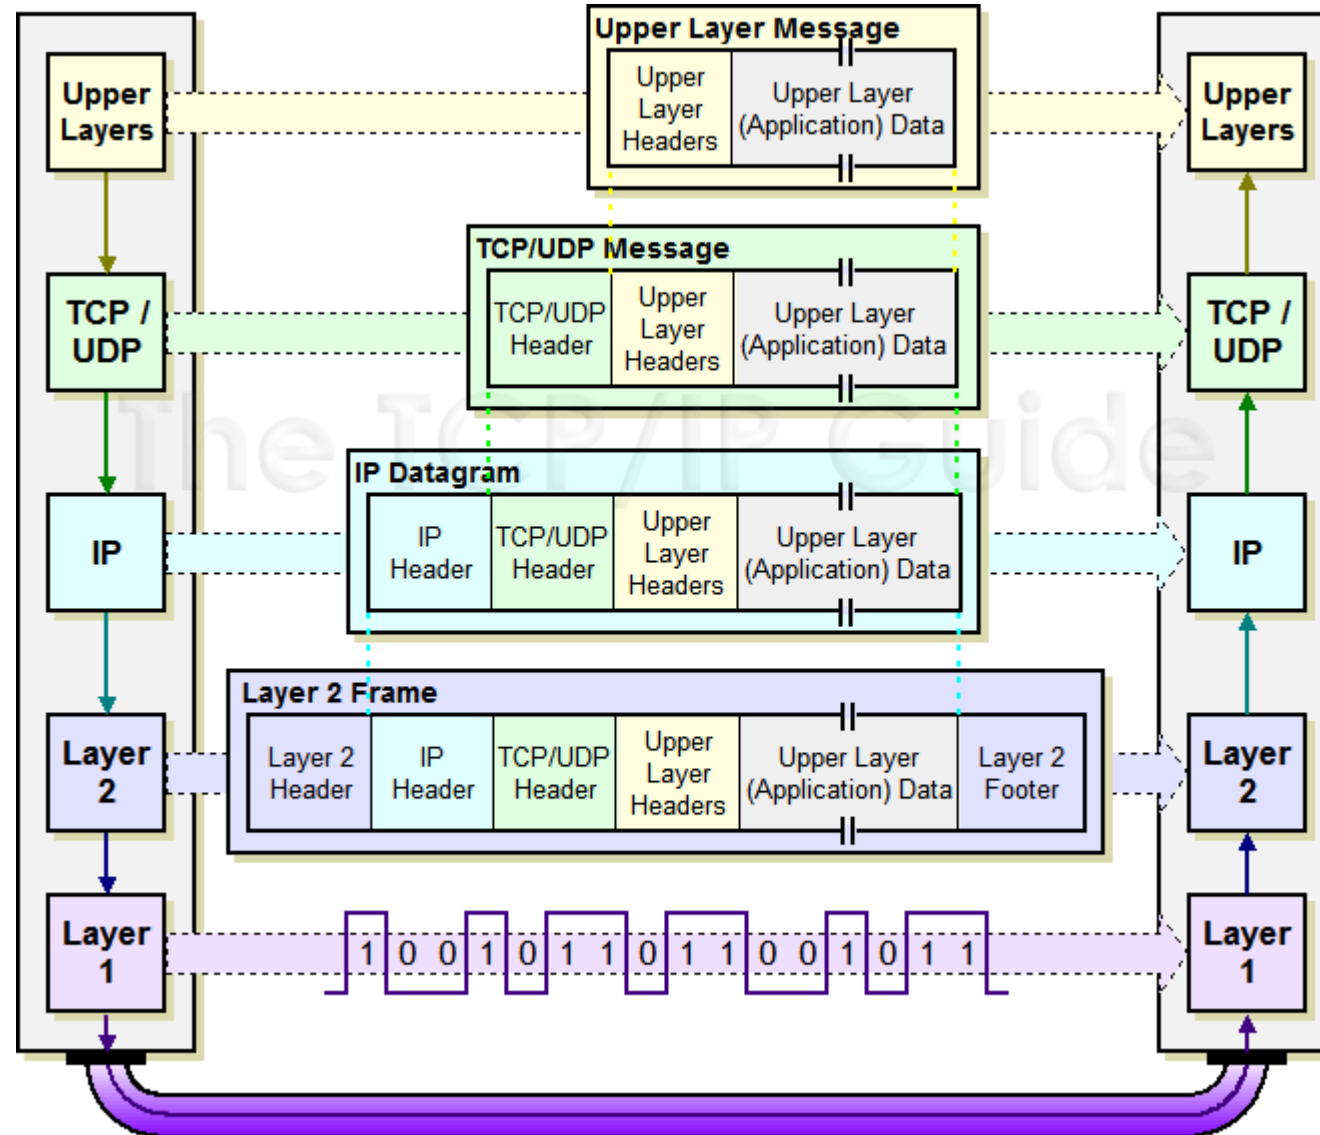 Upper Layer Message
Upper
Layers
Upper
Layer
Headers
Upper Layer
(Application) Data
Upper
Layers
TCP/UDP Message
TCP /
UDP
TCP/UDP
Header
Upper
Layer
Headers
Upper Layer
(Application) Data
TCP /
UDP
The TCP/IP Guide
IP Datagram
IP
IP
Header
TCP/UDP
Header
Upper
Layer
Headers
Upper Layer
(Application) Data
IP
Layer 2 Frame
Layer
2
Layer 2
Header
IP
Header
TCP/UDP
Header
Upper
Layer
Headers
Upper Layer
(Application) Data
Layer 2
Footer
Layer
2
Layer
1
1 0 0 1 0 1 1 0 1 1 0 0 1 0 1 1
Layer
1